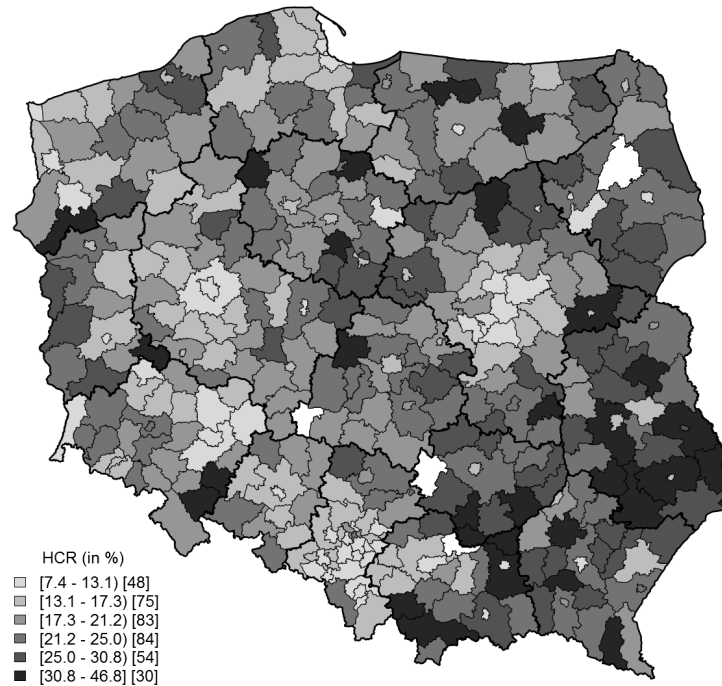 HCR (in %)
[7.4 - 13.1) [48]
[13.1 - 17.3) [75]
[17.3 - 21.2) [83]
[21.2 - 25.0) [84]
[25.0 - 30.8) [54]
[30.8 - 46.8] [30]